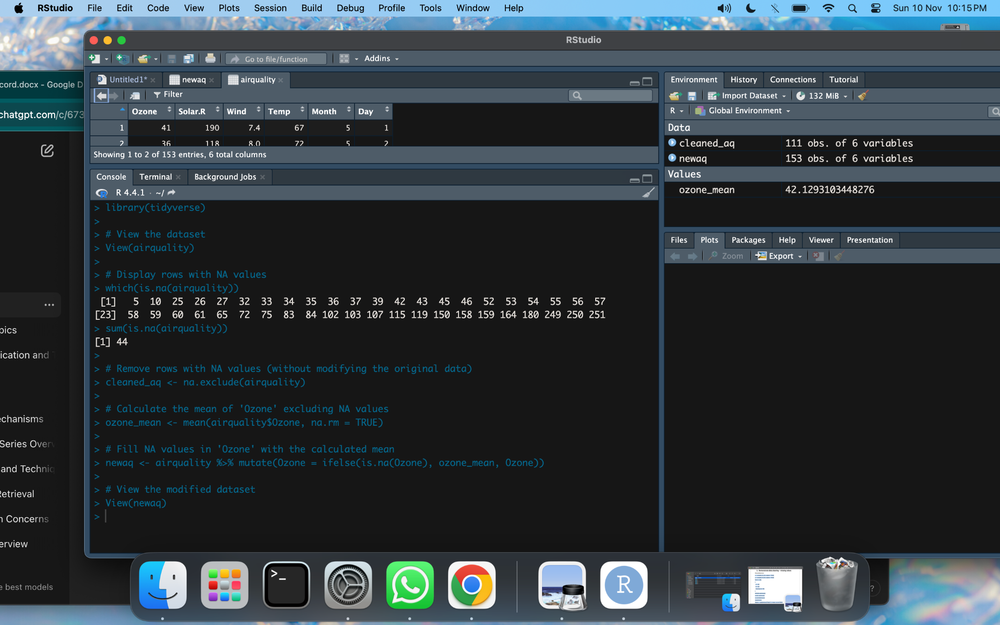 RStudio File Edit Code View Plots Session Build Debug Profile Tools Window Help Sun 10 Nov 10:15 PM
RStudio
Go to file/function Addins
cord.docx - Google D
chatgpt.com/c/673
pics
ication and
echanisms
Series Over
and Techniq
Retrieval
n Concerns
erview
e best models
Untitled1* newaq airquality
Filter
Ozone Solar.R Wind Temp Month Day
1 41 190 7.4 67 5 1
2 36 118 8.0 72 5 2
Showing 1 to 2 of 153 entries, 6 total columns
Console Terminal Background Jobs
R 4.4.1 · ~/
> library(tidyverse)
>
> # View the dataset
> View(airquality)
>
> # Display rows with NA values
> which(is.na(airquality))
[1] 5 10 25 26 27 32 33 34 35 36 37 39 42 43 45 46 52 53 54 55 56 57
[23] 58 59 60 61 65 72 75 83 84 102 103 107 115 119 150 158 159 164 180 249 250 251
> sum(is.na(airquality))
[1] 44
>
> # Remove rows with NA values (without modifying the original data)
> cleaned_aq <- na.exclude(airquality)
>
> # Calculate the mean of 'Ozone' excluding NA values
> ozone_mean <- mean(airquality$Ozone, na.rm = TRUE)
>
> # Fill NA values in 'Ozone' with the calculated mean
> newaq <- airquality %>% mutate(Ozone = ifelse(is.na(Ozone), ozone_mean, Ozone))
>
> # View the modified dataset
> View(newaq)
>
Environment History Connections Tutorial
Import Dataset 132 MiB
R Global Environment
Data
cleaned_aq 111 obs. of 6 variables
newaq 153 obs. of 6 variables
Values
ozone_mean 42.1293103448276
Files Plots Packages Help Viewer Presentation
Zoom Export
>_
R
?